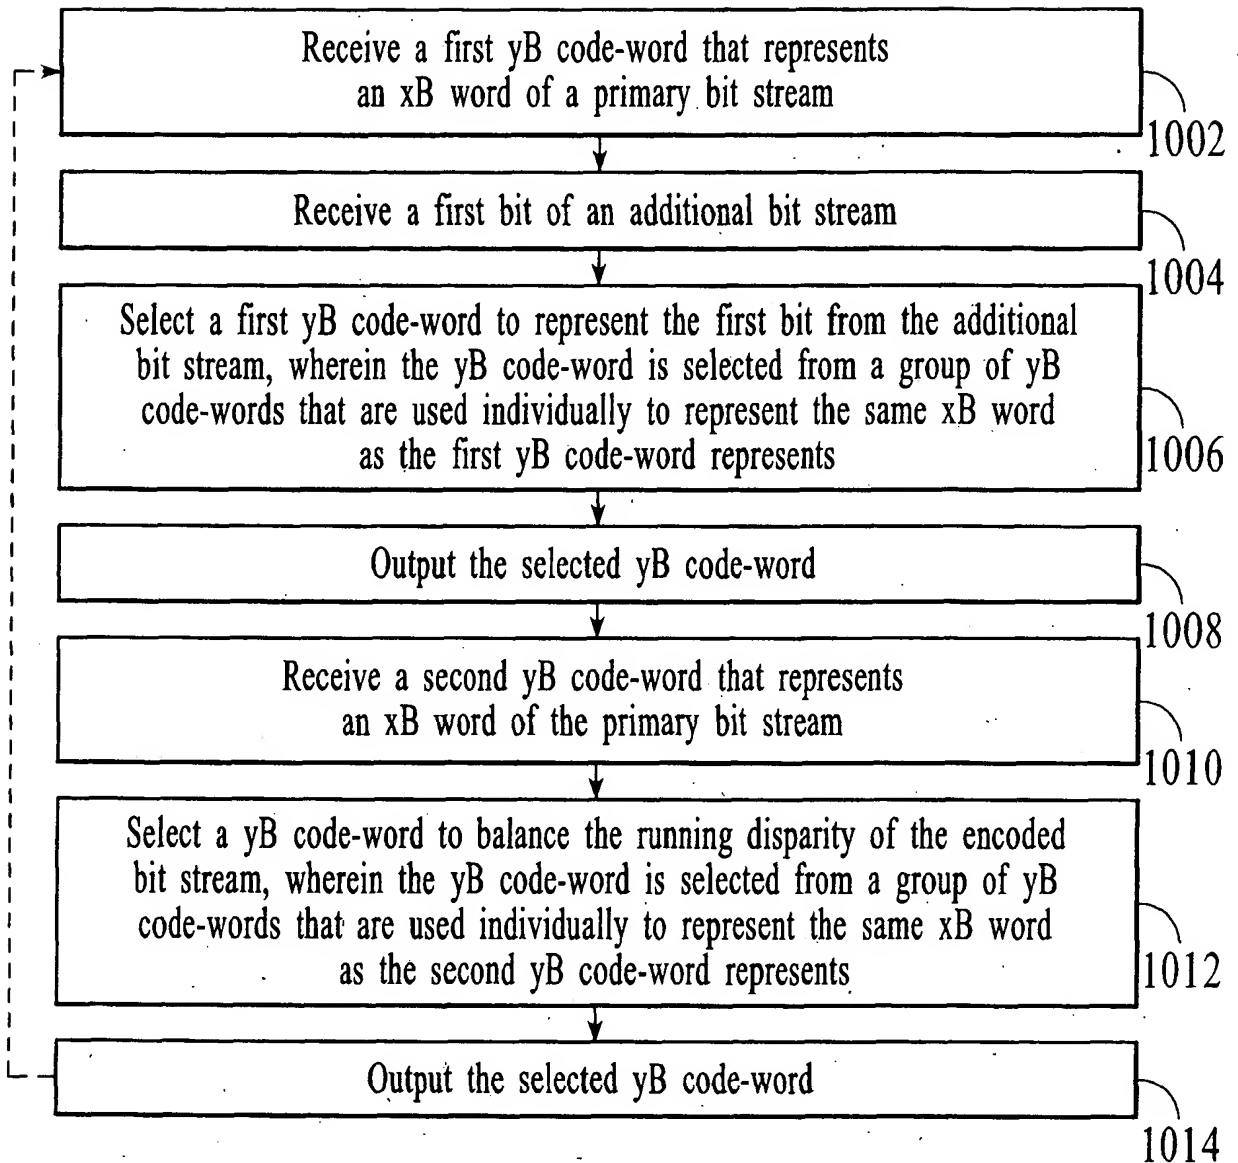 Receive a first yB code-word that represents
an xB word of a primary bit stream
1002
Receive a first bit of an additional bit stream
1004
Select a first yB code-word to represent the first bit from the additional
bit stream, wherein the yB code-word is selected from a group of yB
code-words that are used individually to represent the same xB word
as the first yB code-word represents
1006
Output the selected yB code-word
1008
Receive a second yB code-word that represents
an xB word of the primary bit stream
1010
Select a yB code-word to balance the running disparity of the encoded
bit stream, wherein the yB code-word is selected from a group of yB
code-words that are used individually to represent the same xB word
as the second yB code-word represents
1012
Output the selected yB code-word
1014